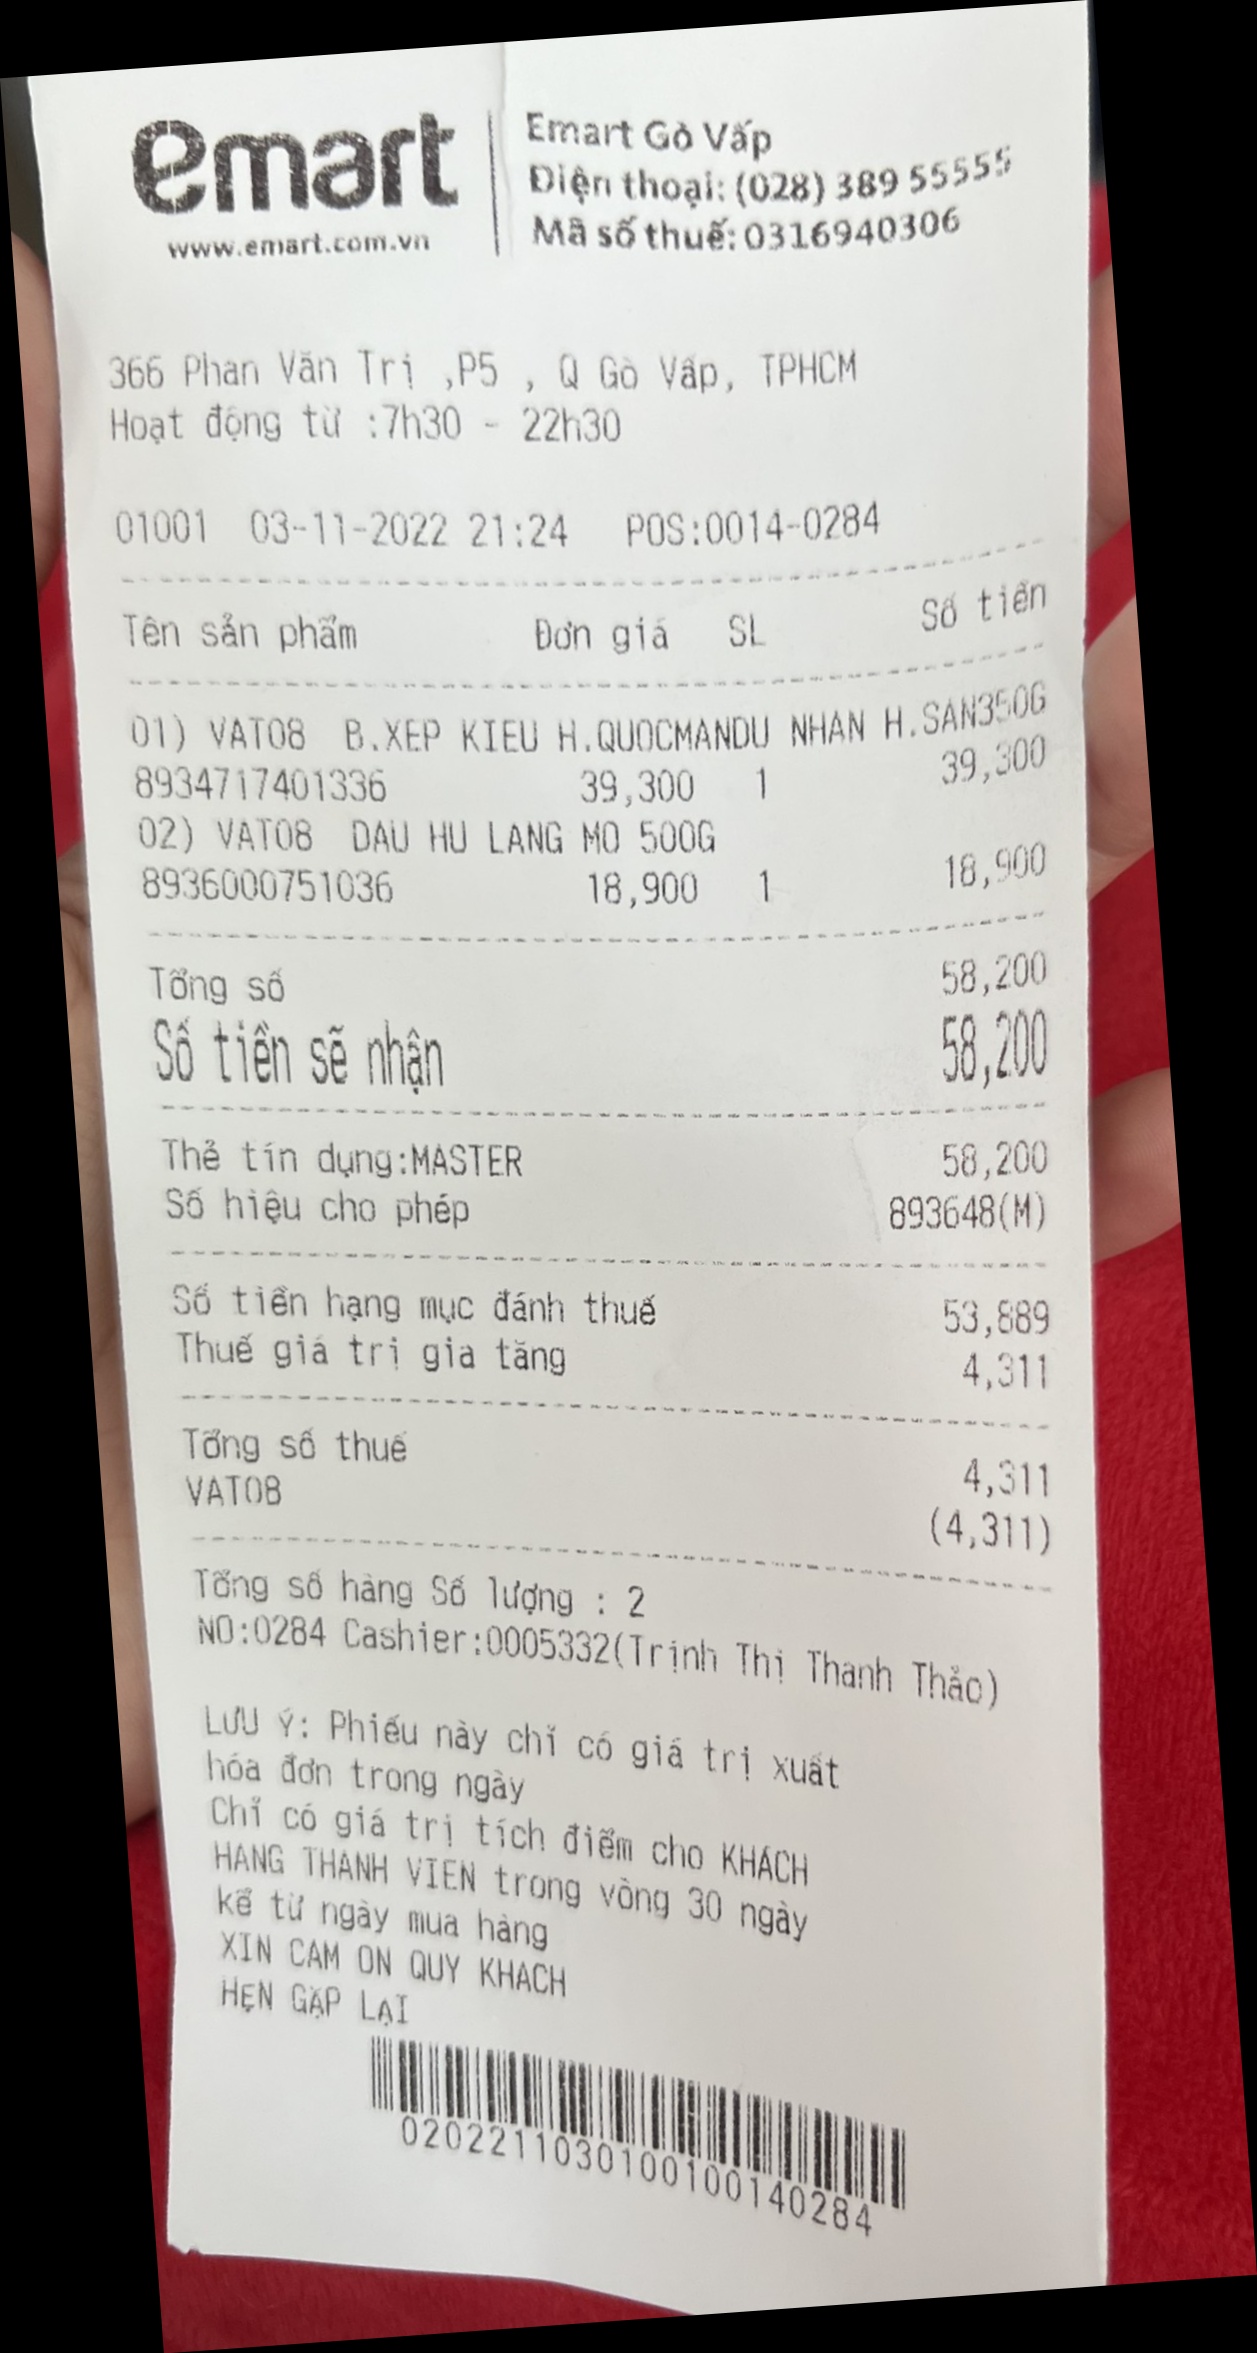 emart
www.emart.com.vn
Emart Gò Vấp
Điện thoại: (028) 389 55555
Mã số thuế: 0316940306
366 Phan Văn Trị ,P5 , Q Gò Vấp, TPHCM
Hoạt động từ :7h30 - 22h30
01001 03-11-2022 21:24 POS:0014-0284
Tên sản phẩm Đơn giá SL Số tiền
01) VAT08 B.XEP KIEU H.QUOCMANDU NHAN H.SAN350G
8934717401336 39,300 1 39,300
02) VAT08 DAU HU LANG MO 500G
8936000751036 18,900 1 18,900
Tổng số 58,200
Số tiền sẽ nhận 58,200
Thẻ tín dụng:MASTER 58,200
Số hiệu cho phép 893648(M)
Số tiền hạng mục đánh thuế 53,889
Thuế giá trị gia tăng 4,311
Tổng số thuế 4,311
VAT08 (4,311)
Tổng số hàng Số lượng : 2
NO:0284 Cashier:0005332(Trịnh Thị Thanh Thảo)
LƯU ý: Phiếu này chỉ có giá trị xuất
hóa đơn trong ngày
Chỉ có giá trị tích điểm cho KHÁCH
HANG THANH VIEN trong vòng 30 ngày
kể từ ngày mua hàng
XIN CAM ON QUY KHACH
HẸN GẶP LẠI
0202211030100100140284